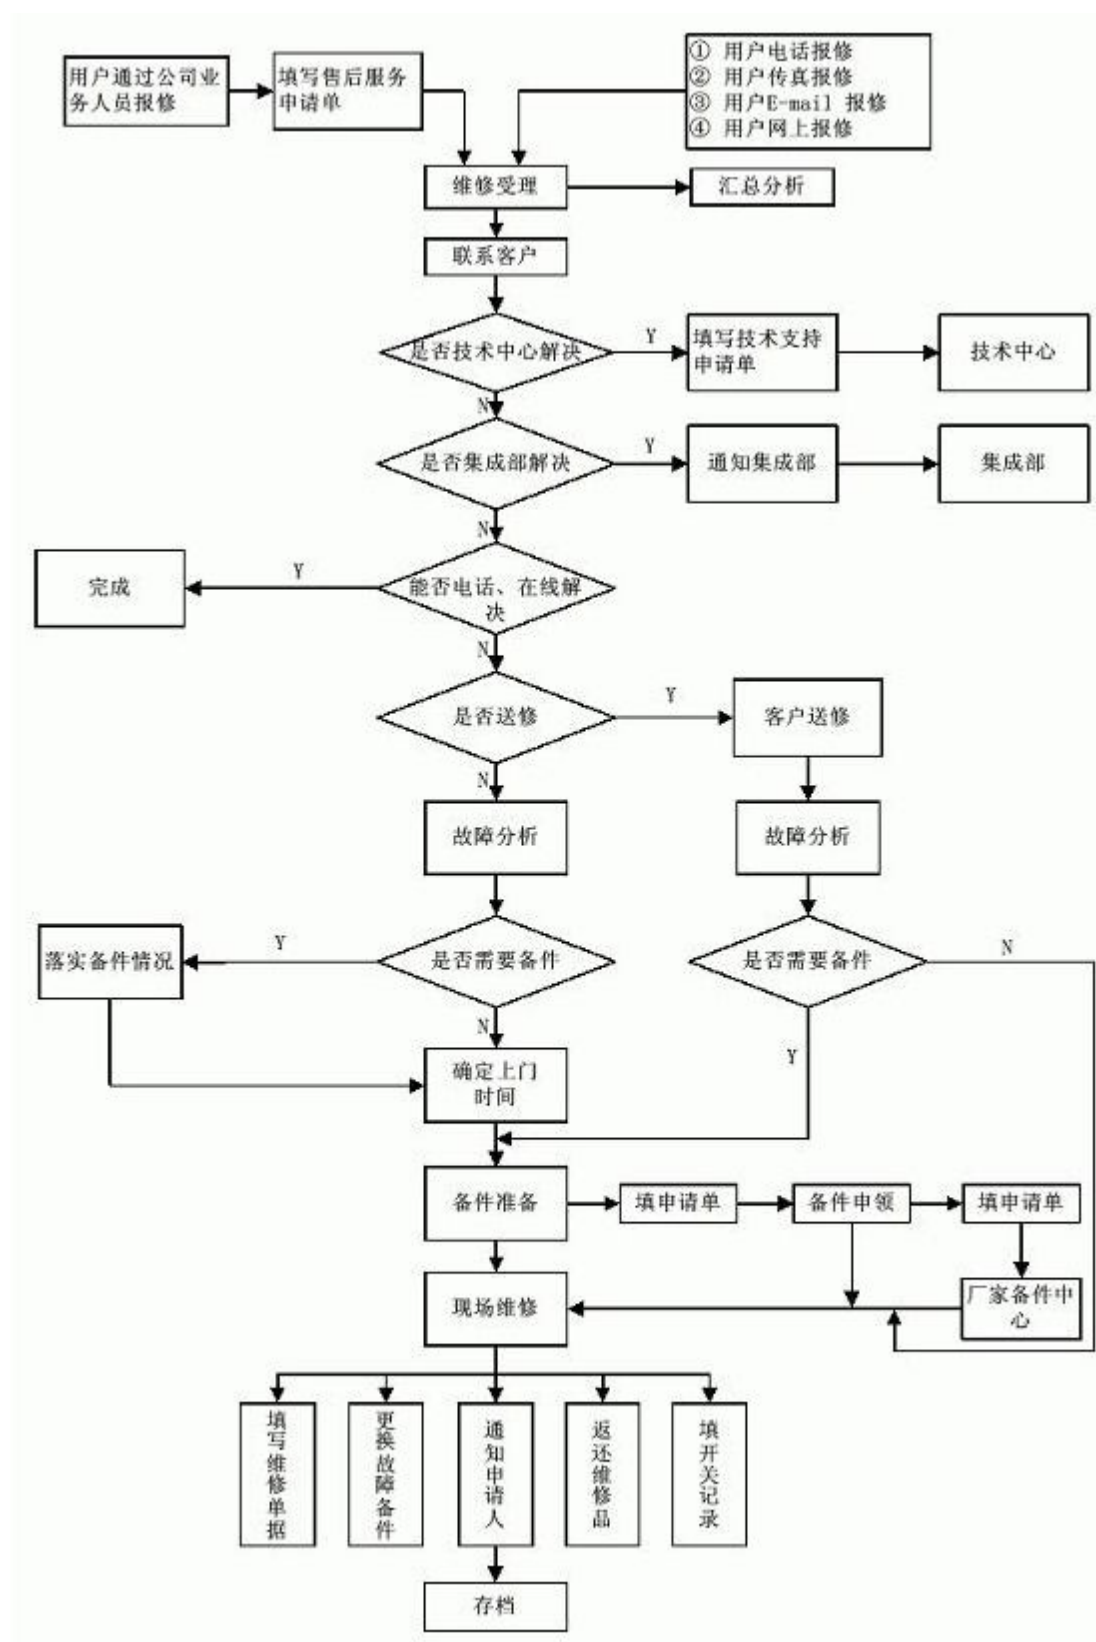 用户通过公司业
务人员报修
填写售后服务
申请单
① 用户电话报修
② 用户传真报修
③ 用户E-mail 报修
④ 用户网上报修
维修受理
汇总分析
联系客户
是否技术中心解决
Y
填写技术支持
申请单
技术中心
N
是否集成部解决
Y
通知集成部
集成部
N
能否电话、在线解
决
Y
完成
N
是否送修
Y
客户送修
N
故障分析
故障分析
落实备件情况
Y
是否需要备件
是否需要备件
N
N
Y
确定上门
时间
备件准备
填申请单
备件申领
填申请单
现场维修
厂家备件中
心
填写维修单据
更换故障备件
通知申请人
返还维修品
填开关记录
存档